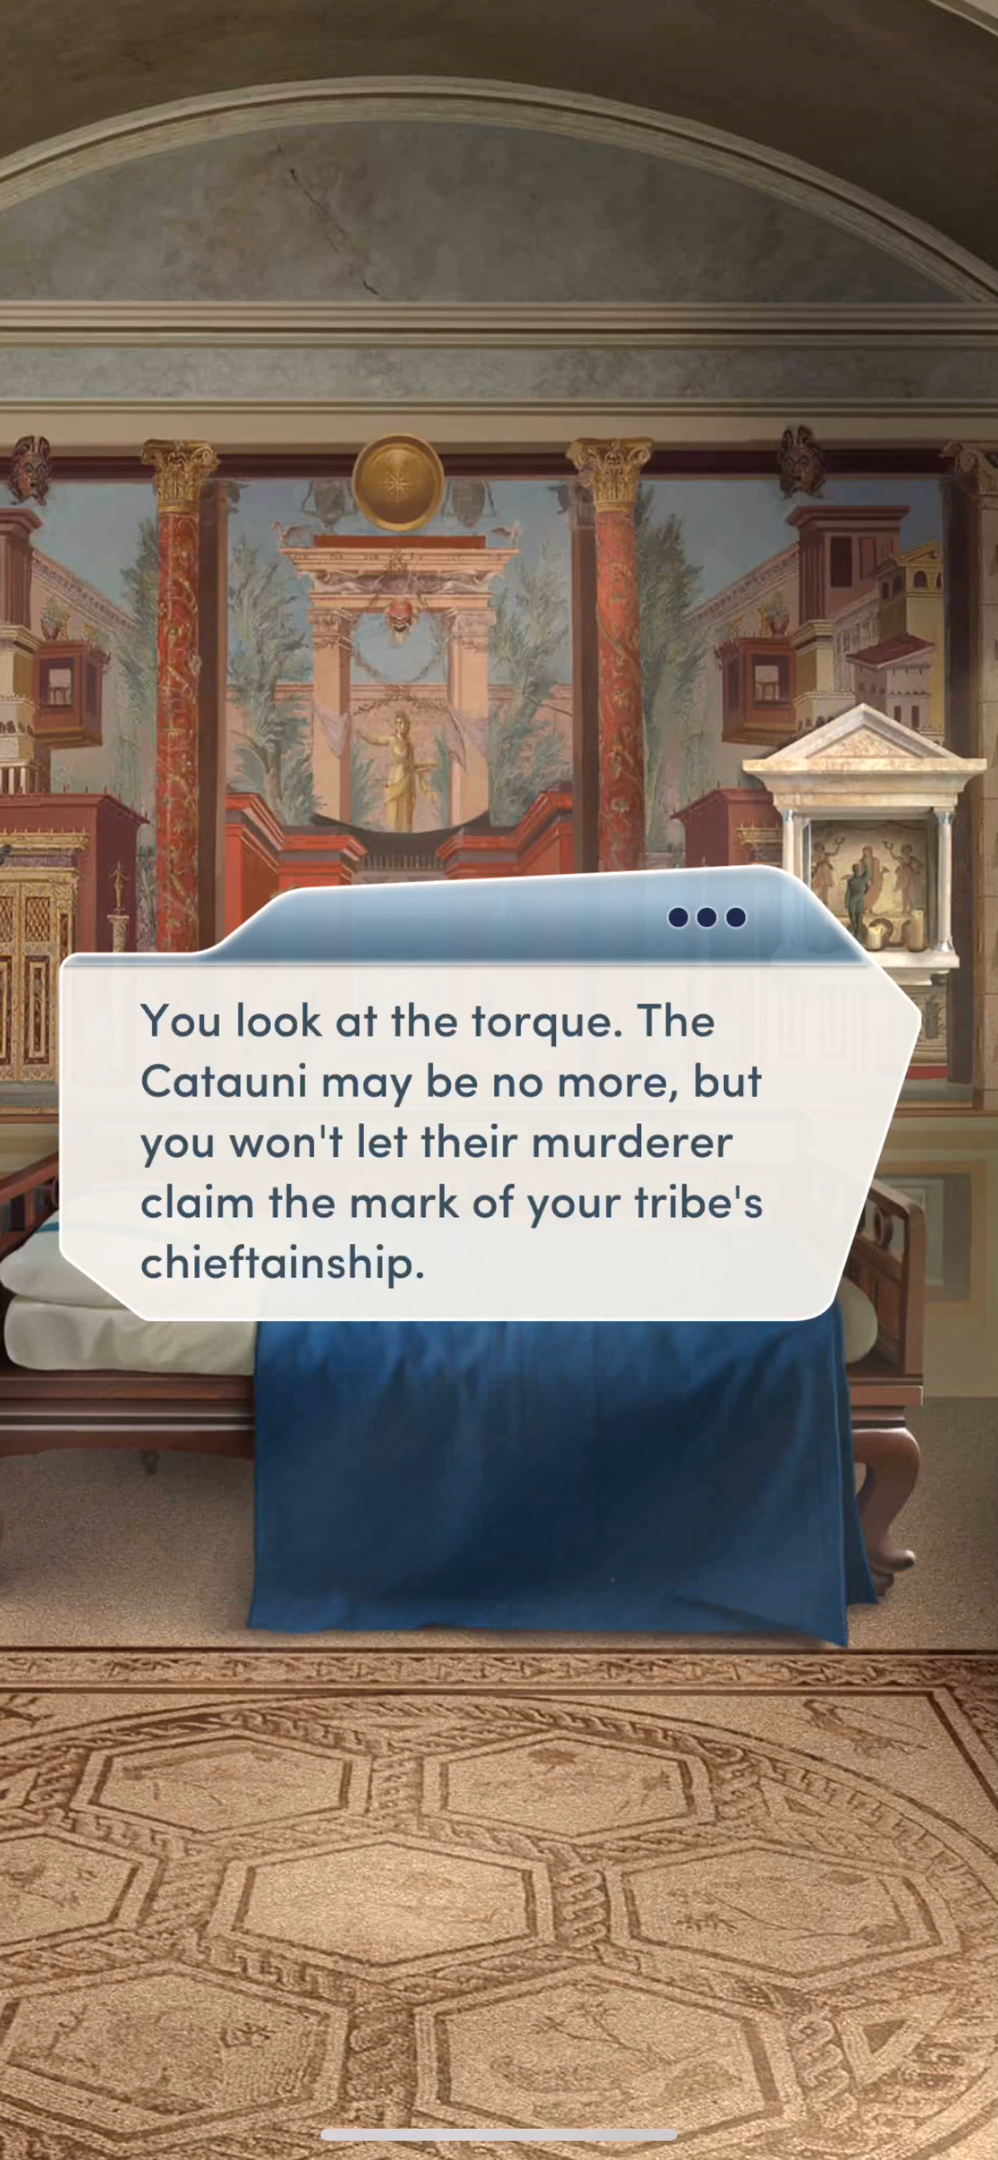 You look at the torque. The
Catauni may be no more, but
you won't let their murderer
claim the mark of your tribe's
chieftainship.